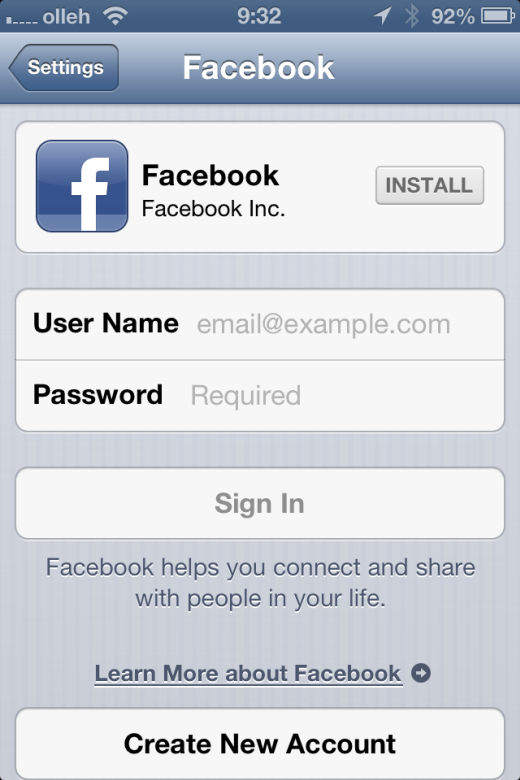 olleh 9:32 92%
Settings Facebook
Facebook
Facebook Inc.
INSTALL
User Name email@example.com
Password Required
Sign In
Facebook helps you connect and share
with people in your life.
Learn More about Facebook
Create New Account